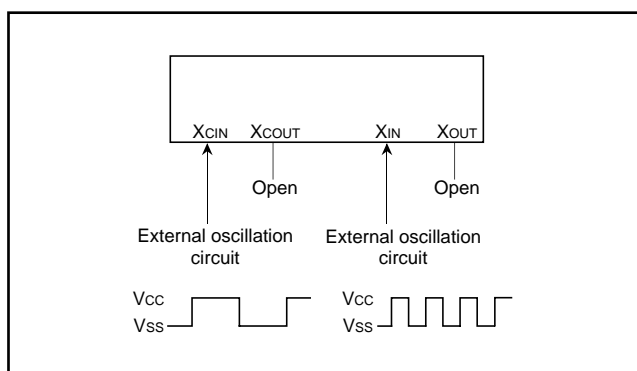 XCIN XCOUT XIN XOUT
Open Open
External oscillation circuit
External oscillation circuit
VCC
VSS
VCC
VSS